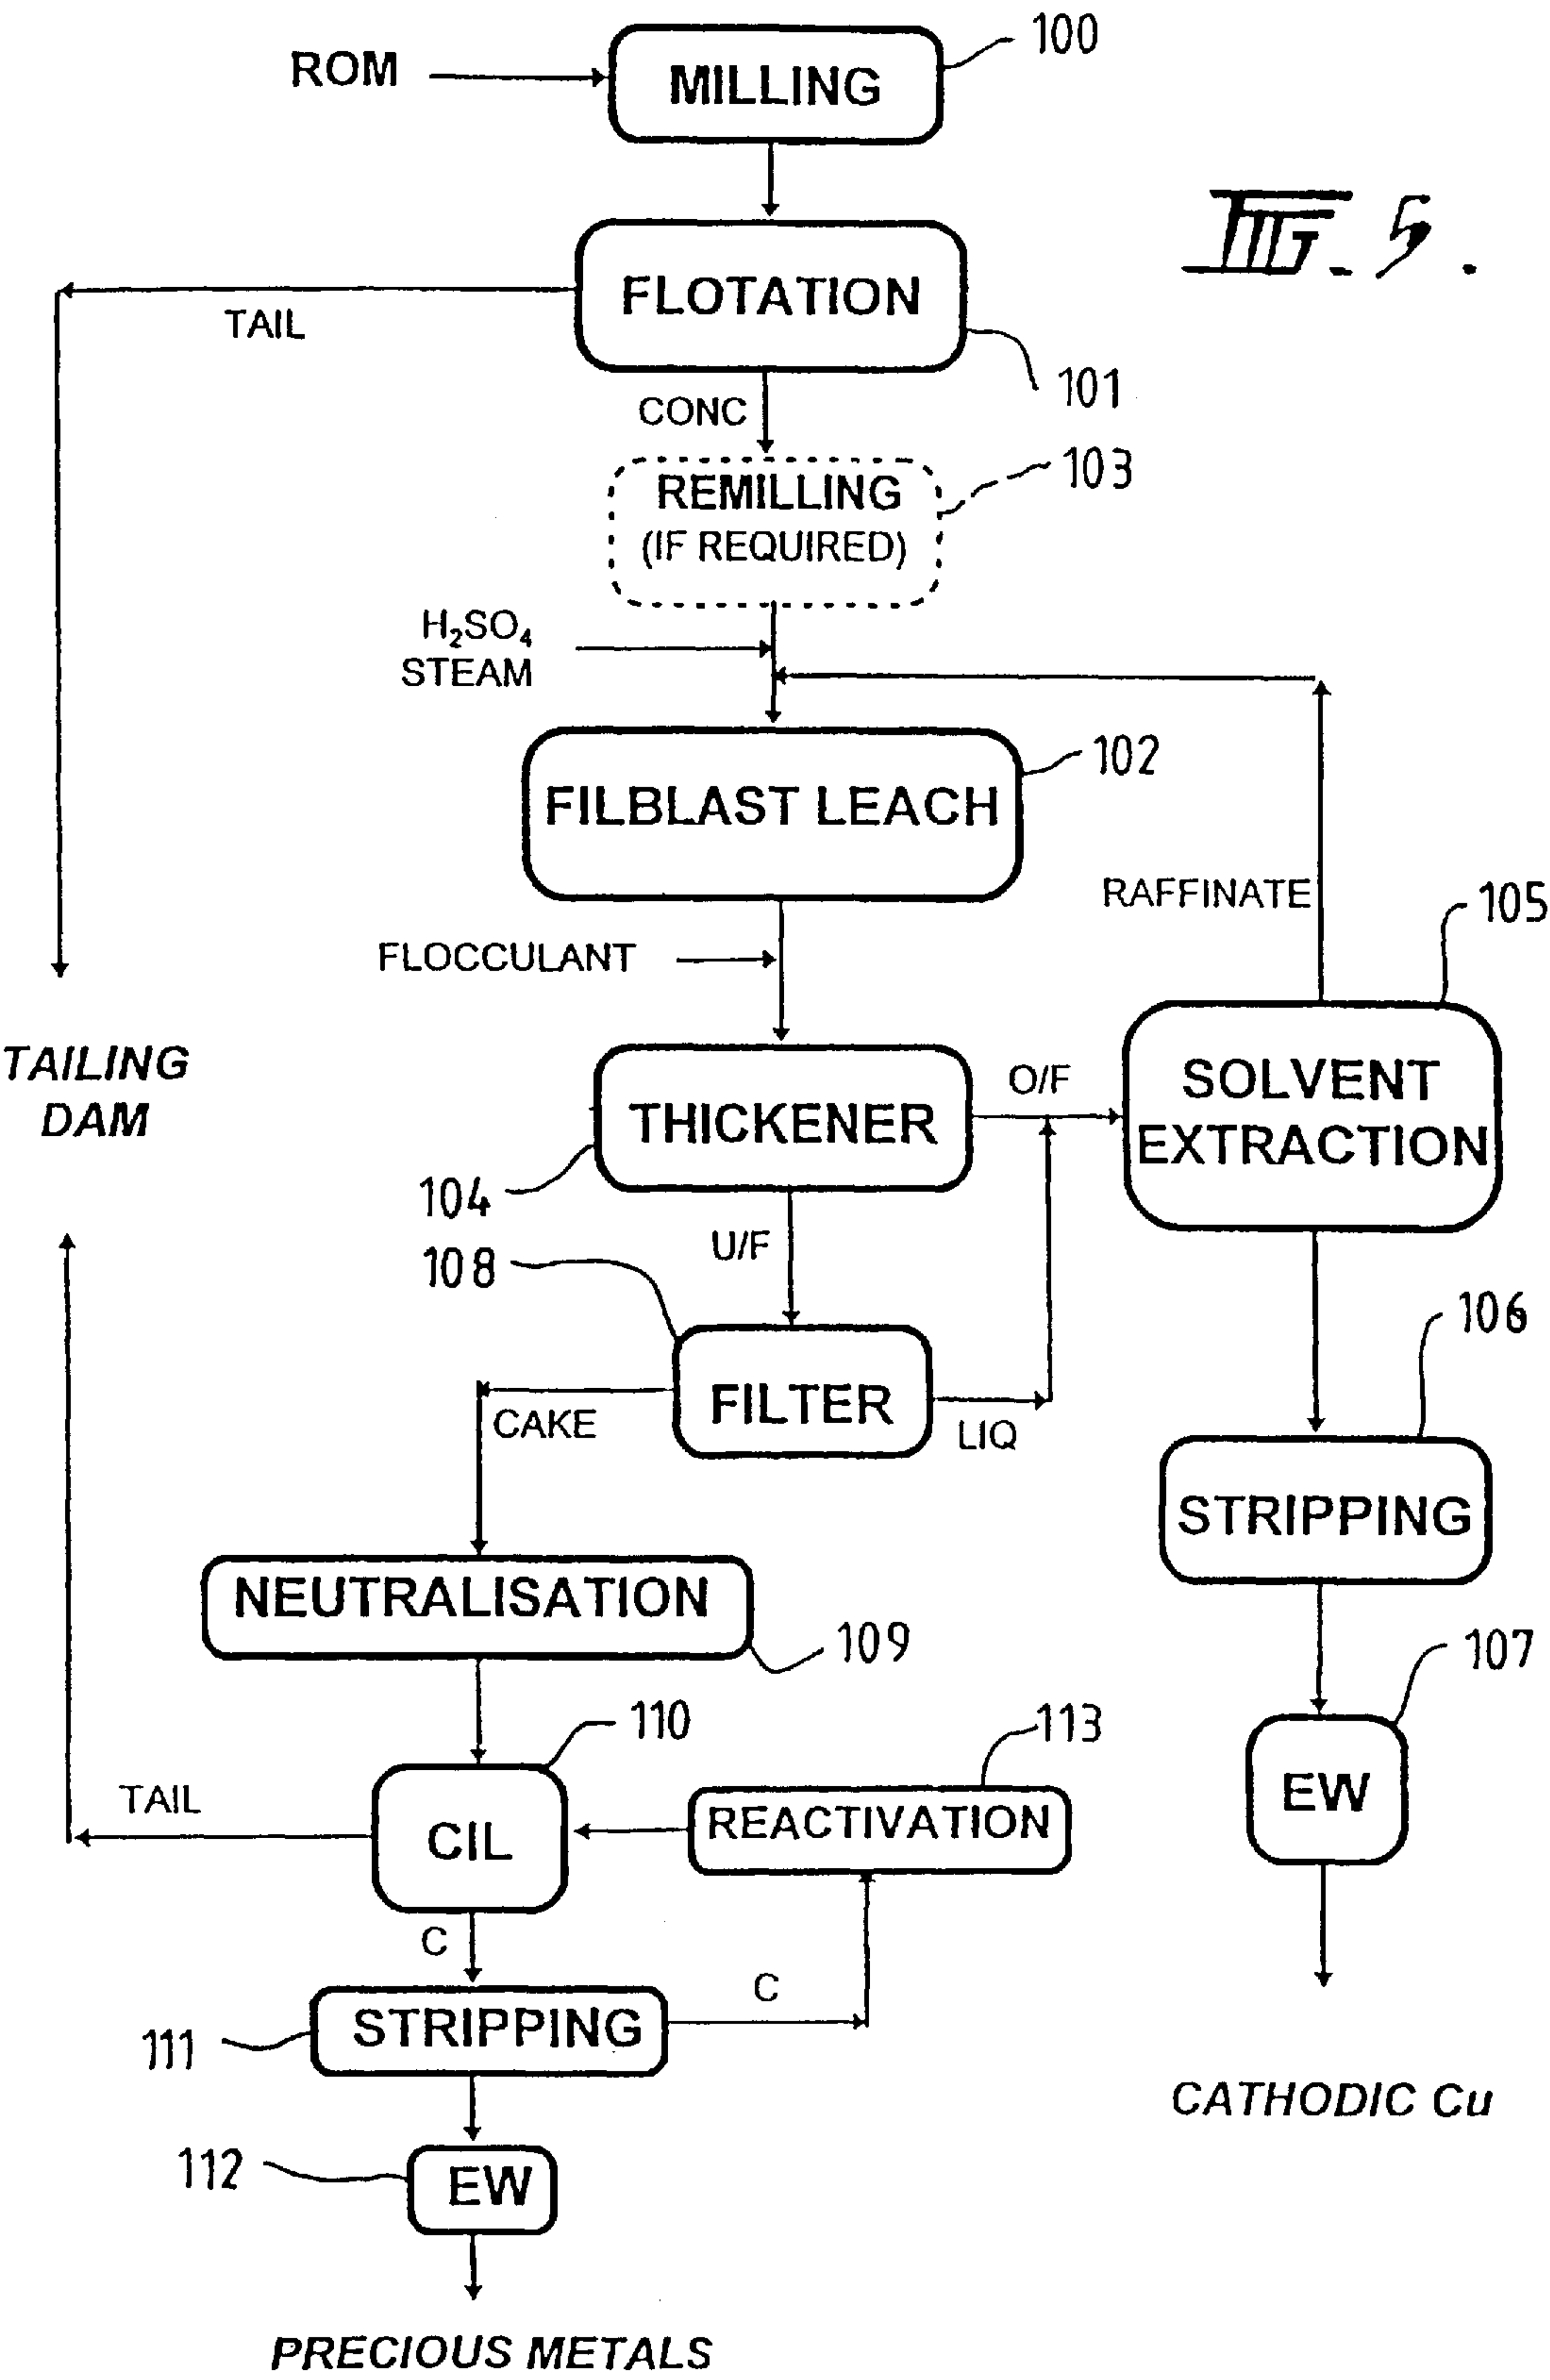 100
ROM
MILLING
FIG. 5.
FLOTATION
TAIL
101
CONC
103
REMILLING
(IF REQUIRED)
H₂SO₄
STEAM
102
FILBLAST LEACH
RAFFINATE
105
FLOCCULANT
TAILING
DAM
O/F
SOLVENT
EXTRACTION
THICKENER
104
U/F
108
106
FILTER
CAKE
LIQ
STRIPPING
NEUTRALISATION
109
107
110
113
EW
TAIL
REACTIVATION
CIL
C
C
STRIPPING
111
CATHODIC Cu
112
EW
PRECIOUS METALS